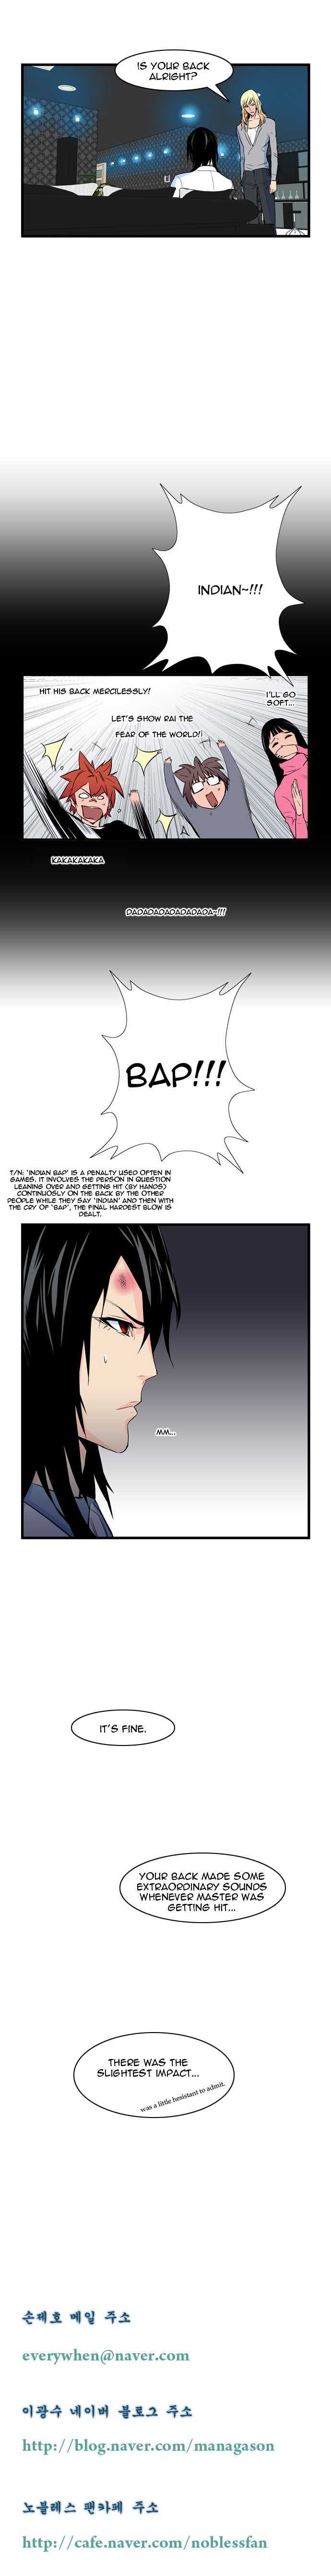 IS YOUR BACK
ALRIGHT?
INDIAN~!!!
HIT HIS BACK MERCILESSLY!
I'LL GO
SOFT...
LET'S SHOW RAI THE
FEAR OF THE WORLD!!
KAKAKAKAKA
DADADADADADADADA~!!!
BAP!!!
T/N: 'INDIAN BAP' IS A PENALTY USED OFTEN IN
GAMES. IT INVOLVES THE PERSON IN QUESTION
LEANING OVER AND GETTING HIT (BY HANDS)
CONTINUOSLY ON THE BACK BY THE OTHER
PEOPLE WHILE THEY SAY 'INDIAN' AND THEN WITH
THE CRY OF 'BAP', THE FINAL HARDEST BLOW IS
DEALT.
MM...
IT'S FINE.
YOUR BACK MADE SOME
EXTRAORDINARY SOUNDS
WHENEVER MASTER WAS
GETTING HIT...
THERE WAS THE
SLIGHTEST IMPACT...
was a little hesistant to admit.
손제호 메일 주소
everywhen@naver.com
이광수 네이버 블로그 주소
http://blog.naver.com/managason
노블레스 팬카페 주소
http://cafe.naver.com/noblessfan